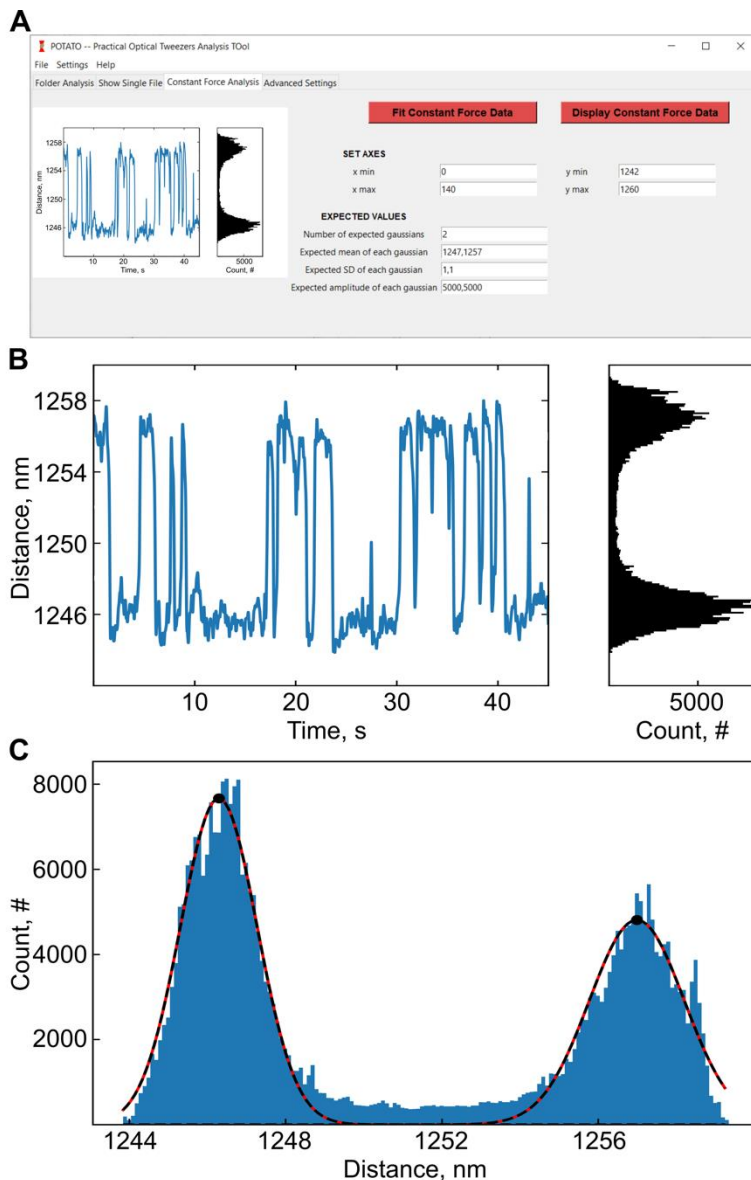 A
POTATO -- Practical Optical Tweezers Analysis TOol
File Settings Help
Folder Analysis Show Single File Constant Force Analysis Advanced Settings
Fit Constant Force Data Display Constant Force Data
SET AXES
x min 0 y min 1242
x max 140 y max 1260
EXPECTED VALUES
Number of expected gaussians 2
Expected mean of each gaussian 1247,1257
Expected SD of each gaussian 1,1
Expected amplitude of each gaussian 5000,5000
Distance, nm
1258
1254
1246
10 20 30 40 5000
Time, s Count, #
B
Distance, nm
1258
1254
1250
1246
10 20 30 40 5000
Time, s Count, #
C
Count, #
8000
6000
4000
2000
1244 1248 1252 1256
Distance, nm